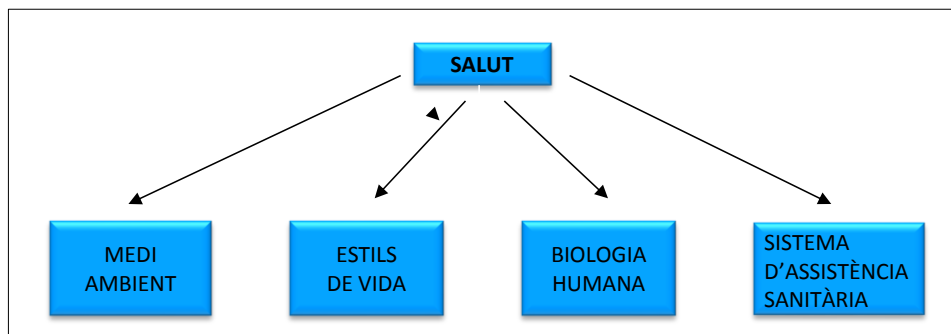 SALUT
MEDI
AMBIENT
ESTILS
DE VIDA
BIOLOGIA
HUMANA
SISTEMA
D’ASSISTÈNCIA
SANITÀRIA